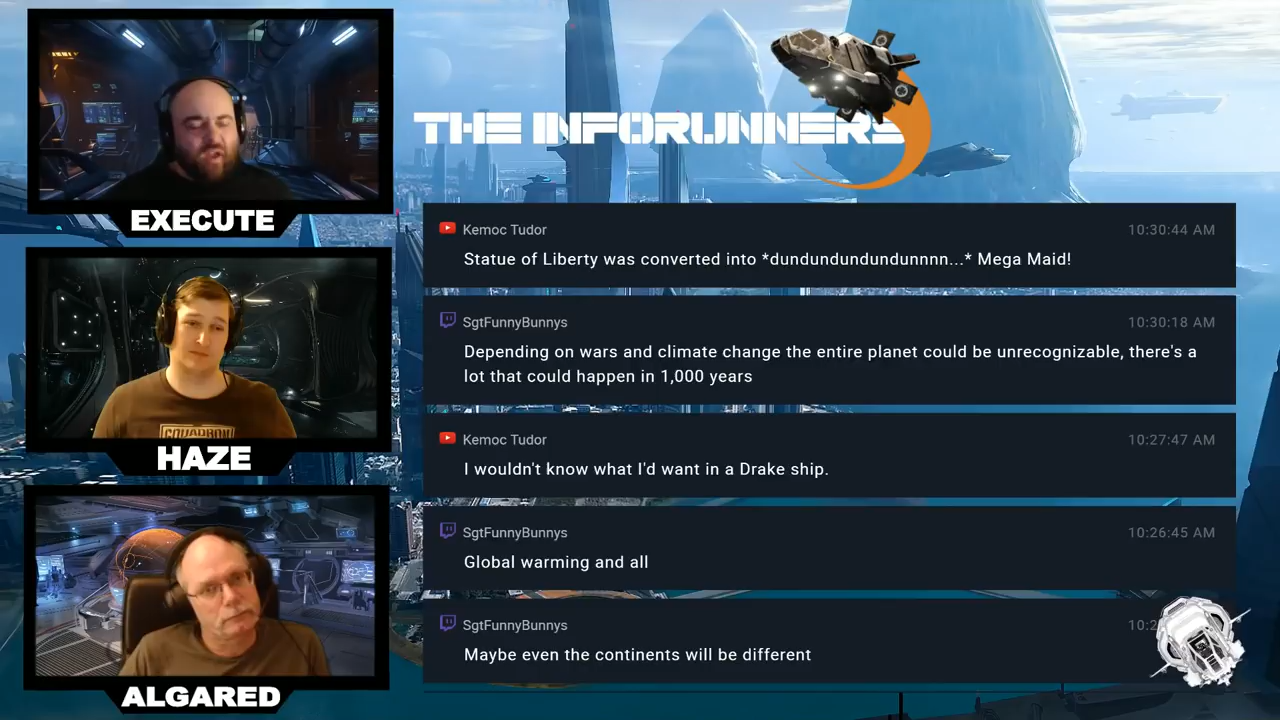 THE INFORUNNERS
EXECUTE
HAZE
SQUADRON
ALGARED
Kemoc Tudor 10:30:44 AM
Statue of Liberty was converted into *dundundundundunnnn...* Mega Maid!
SgtFunnyBunnys 10:30:18 AM
Depending on wars and climate change the entire planet could be unrecognizable, there's a
lot that could happen in 1,000 years
Kemoc Tudor 10:27:47 AM
I wouldn't know what I'd want in a Drake ship.
SgtFunnyBunnys 10:26:45 AM
Global warming and all
SgtFunnyBunnys 10:2
Maybe even the continents will be different